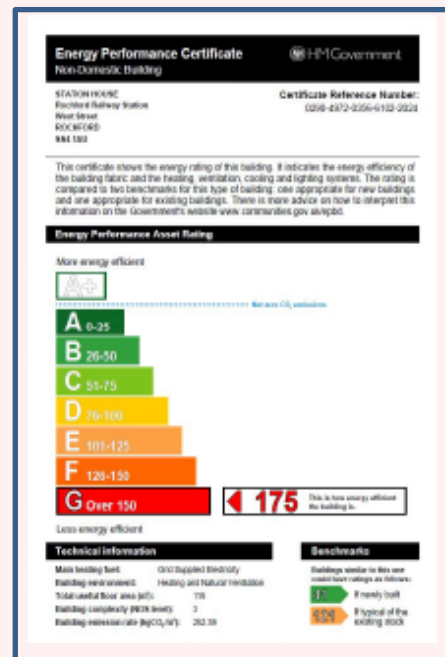 Energy Performance Certificate
HM Government
Non-Domestic Building
STATION HOUSE
Rochford Railway Station
West Street
ROCHFORD
Certificate Reference Number:
This certificate shows the energy rating of this building. It indicates the energy efficiency of
the building fabric and the heating, ventilation, cooling and lighting systems. The rating is
compared to two benchmarks for this type of building: one appropriate for new buildings
and one appropriate for existing buildings. There is more advice on how to interpret this
information on the Government's website www.communities.gov.uk/epbd.
Energy Performance Asset Rating
More energy efficient
A+
Net zero CO₂ emissions
A 0-25
B 26-50
C 51-75
D 76-100
E 101-125
F 126-150
G Over 150
175
This is how energy efficient
the building is.
Less energy efficient
Technical information
Main heating fuel: Grid Supplied Electricity
Building environment: Heating and Natural Ventilation
Total useful floor area (m²):
Building complexity (NOS level): 3
Building emission rate (kgCO₂/m²):
Benchmarks
Buildings similar to this one
could have ratings as follows:
If newly built
If typical of the
existing stock